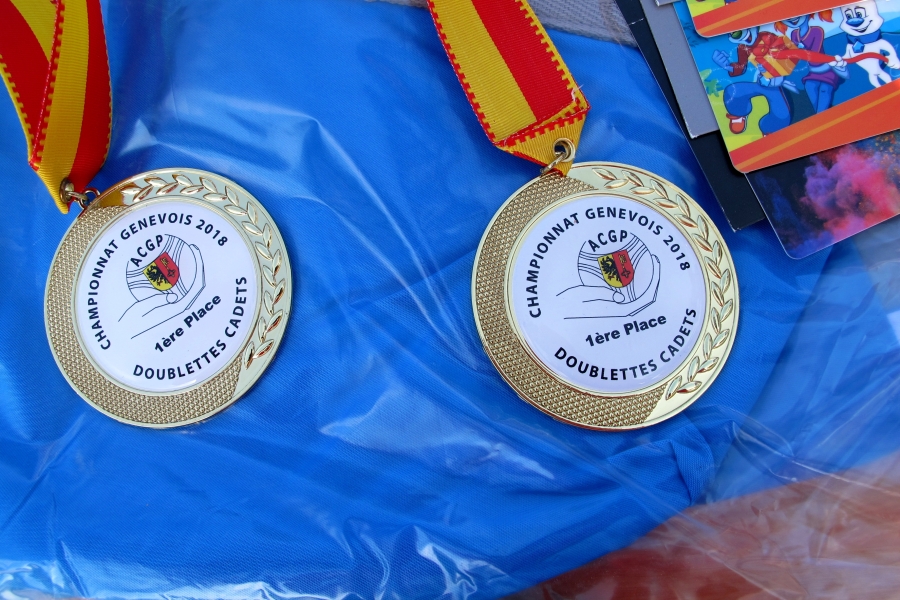 CHAMPIONNAT GENEVOIS 2018
ACGP
1ère Place
DOUBLETTES CADETS
CHAMPIONNAT GENEVOIS 2018
ACGP
1ère Place
DOUBLETTES CADETS